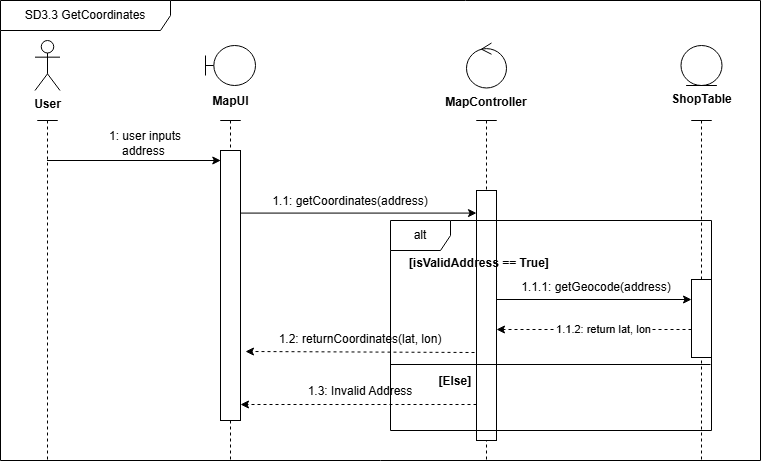 SD3.3 GetCoordinates
User
MapUI
MapController
ShopTable
1: user inputs
address
1.1: getCoordinates(address)
alt
[isValidAddress == True]
1.1.1: getGeocode(address)
1.1.2: return lat, lon
1.2: returnCoordinates(lat, lon)
[Else]
1.3: Invalid Address